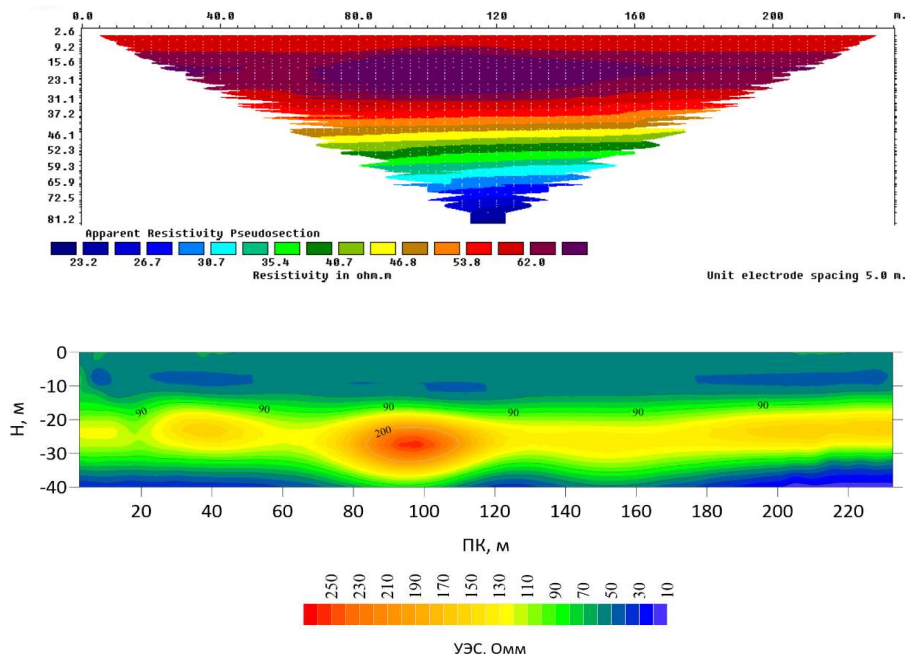 0.0 40.0 80.0 120 160 200 m.
2.6
9.2
15.6
23.1
31.1
37.2
46.1
52.3
59.3
65.9
72.5
81.2
Apparent Resistivity Pseudosection
23.2 26.7 30.7 35.4 40.7 46.8 53.8 62.0
Resistivity in ohm.m Unit electrode spacing 5.0 m.
0
-10
-20
-30
-40
Н, м
90 90 90 90 90 90
200
20 40 60 80 100 120 140 160 180 200 220
ПК, м
250 230 210 190 170 150 130 110 90 70 50 30 10
УЭС, Омм